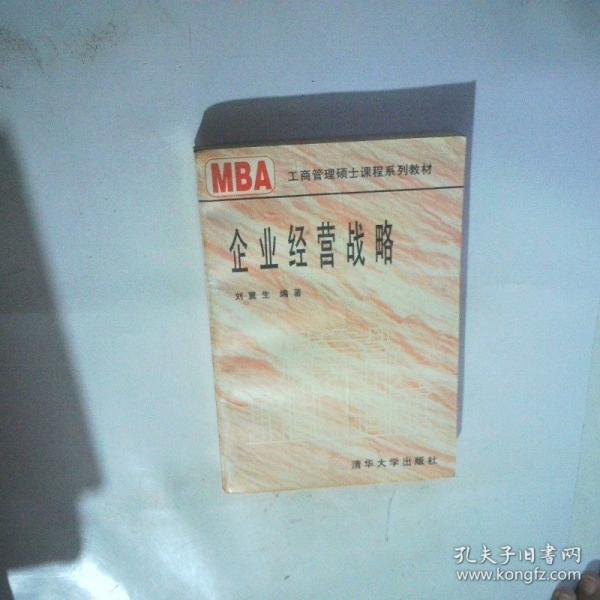 MBA 工商管理硕士课程系列教材
企业经营战略
刘冀生 编著
清华大学出版社
孔夫子旧书网
www.kongfz.com